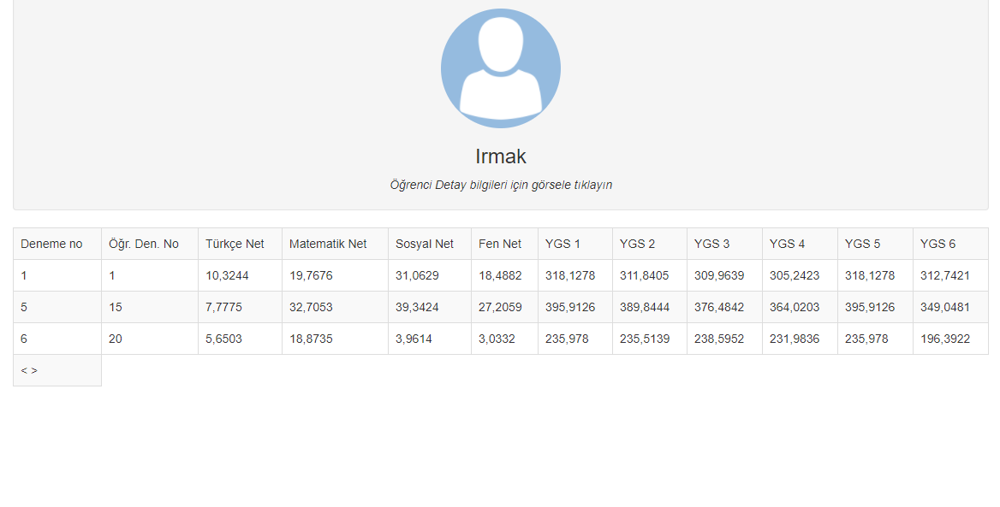 Irmak
Öğrenci Detay bilgileri için görsele tıklayın
Deneme no Öğr. Den. No Türkçe Net Matematik Net Sosyal Net Fen Net YGS 1 YGS 2 YGS 3 YGS 4 YGS 5 YGS 6
1 1 10,3244 19,7676 31,0629 18,4882 318,1278 311,8405 309,9639 305,2423 318,1278 312,7421
5 15 7,7775 32,7053 39,3424 27,2059 395,9126 389,8444 376,4842 364,0203 395,9126 349,0481
6 20 5,6503 18,8735 3,9614 3,0332 235,978 235,5139 238,5952 231,9836 235,978 196,3922
< >